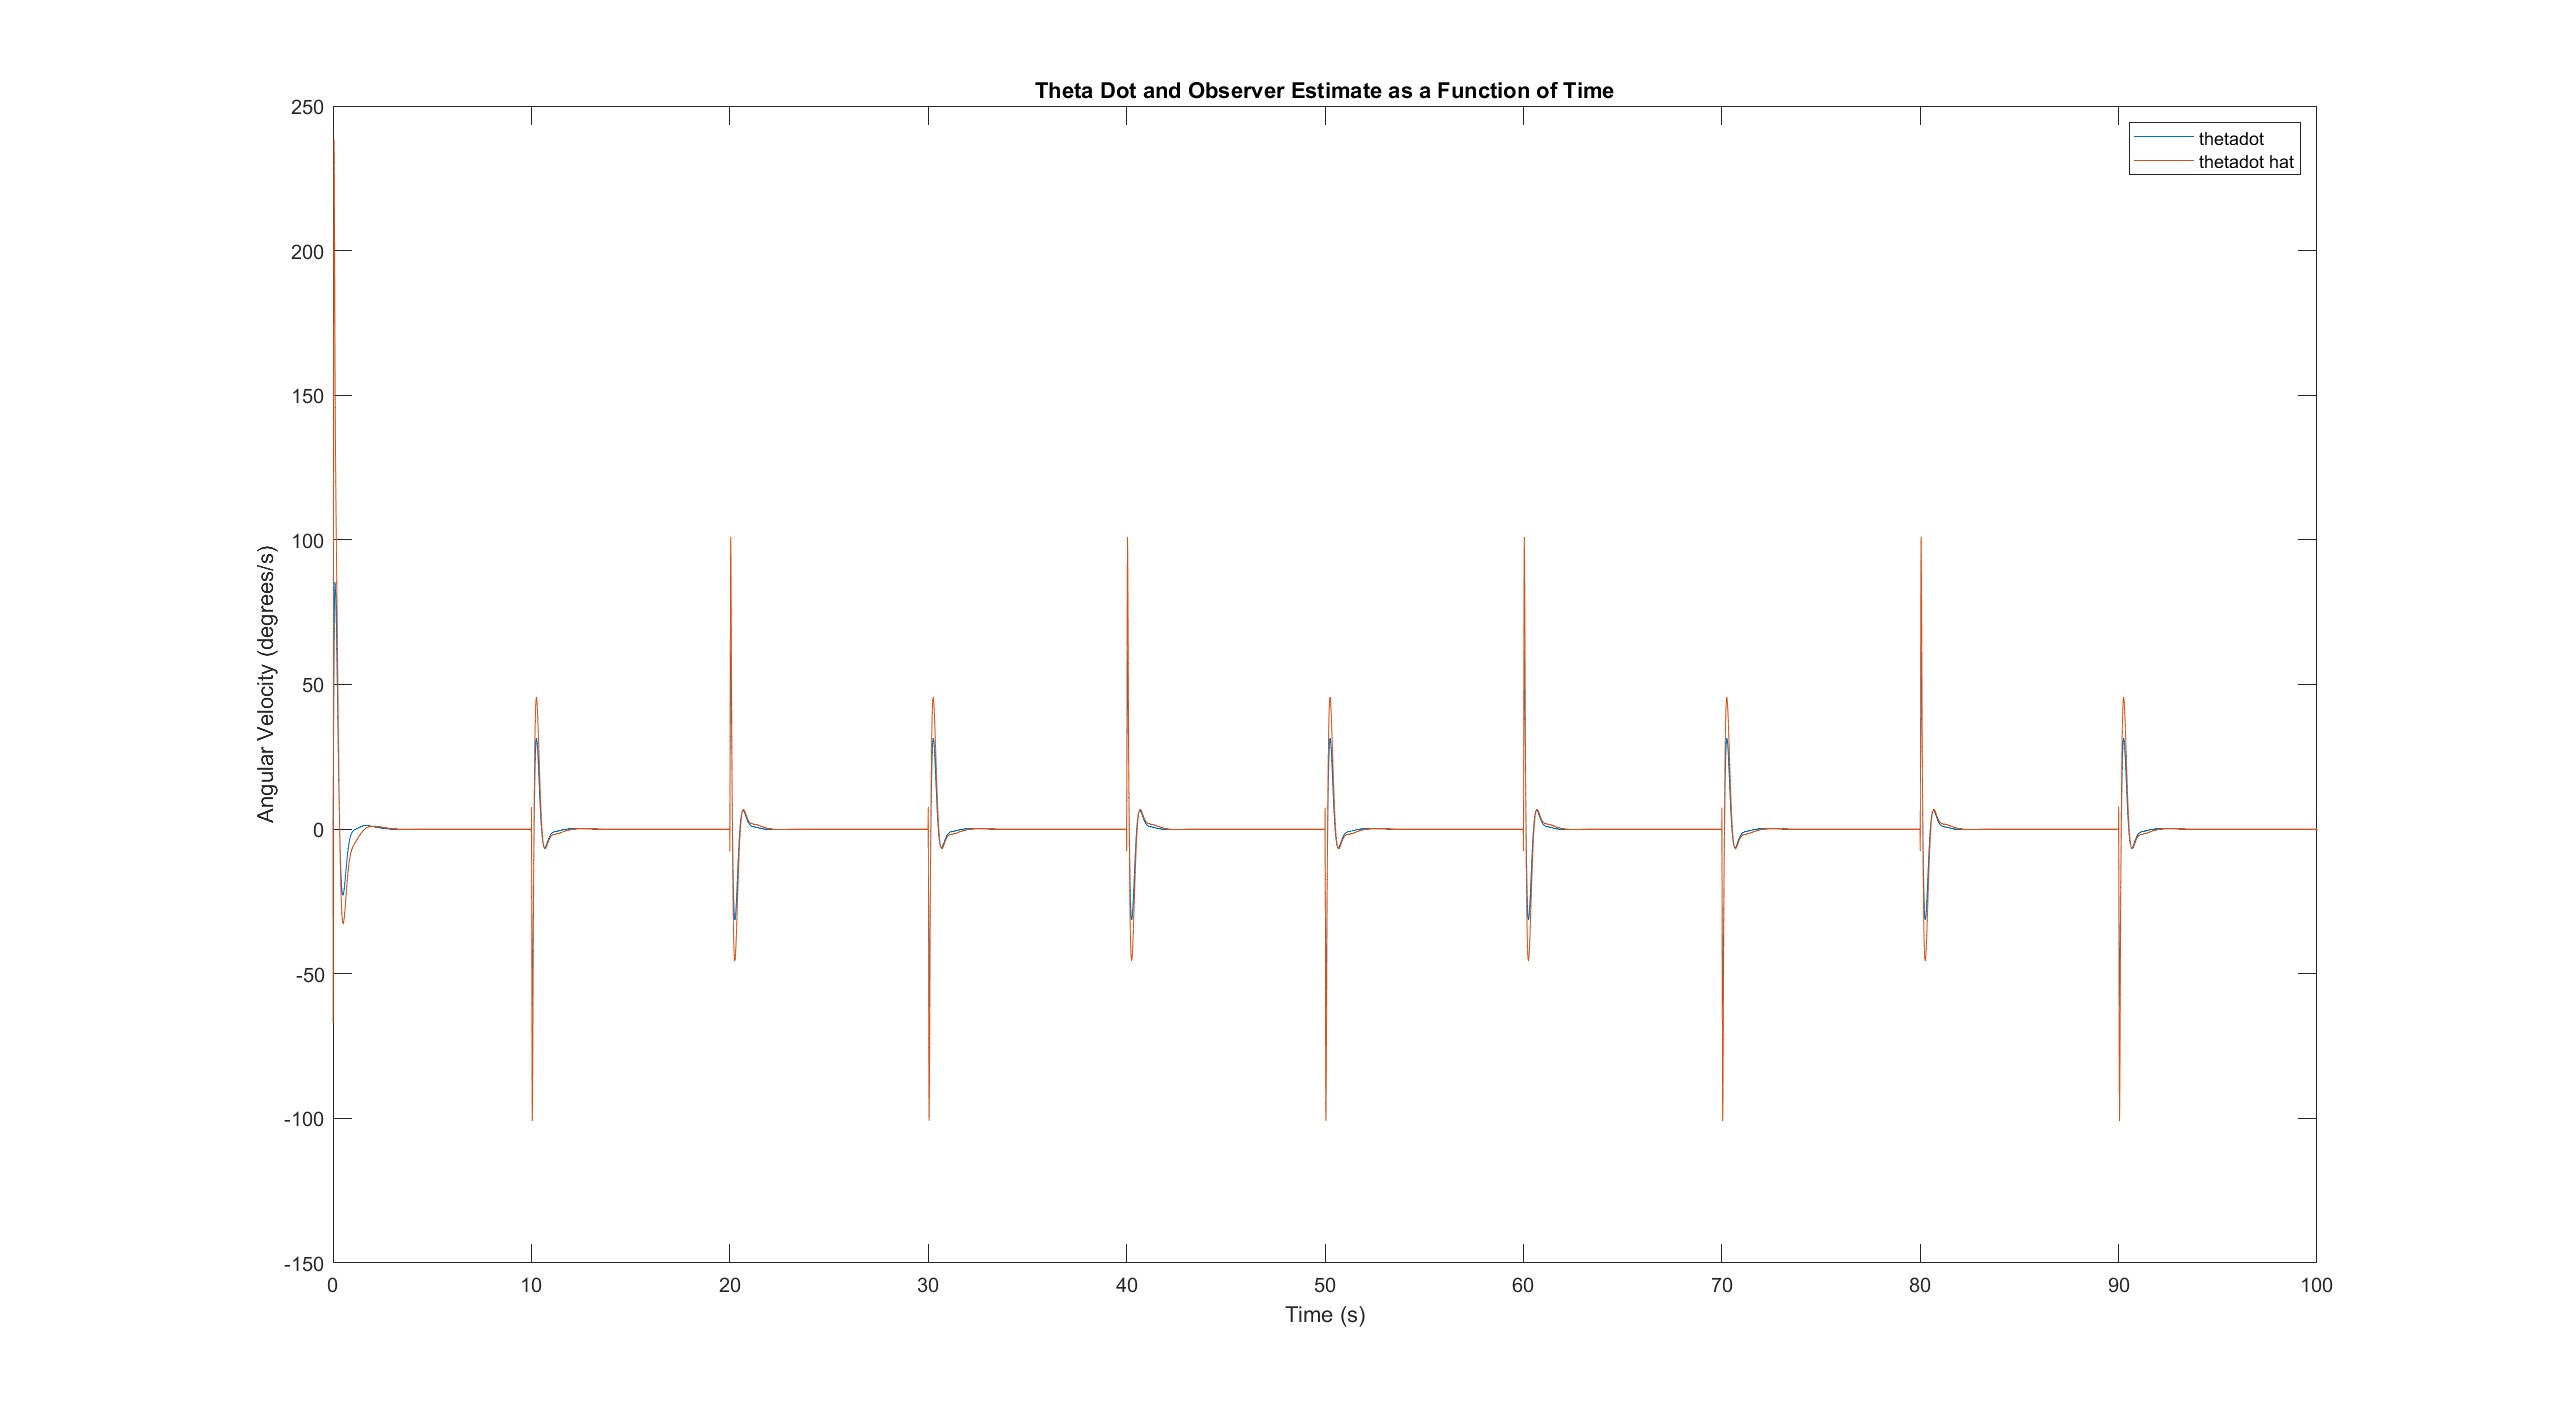 Theta Dot and Observer Estimate as a Function of Time
250
200
150
100
50
0
-50
-100
-150
Angular Velocity (degrees/s)
thetadot
thetadot hat
0 10 20 30 40 50 60 70 80 90 100
Time (s)